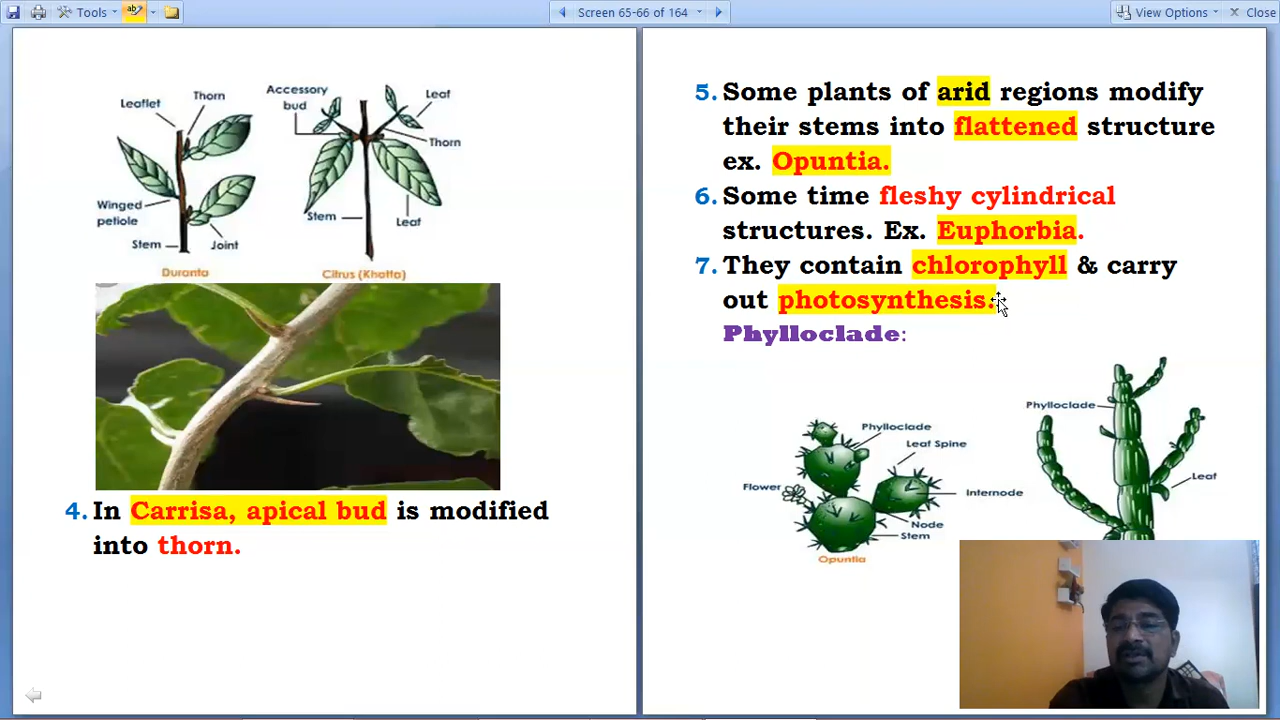 Tools
Screen 65-66 of 164
View Options
Close
Leaflet
Thorn
Winged
petiole
Stem
Joint
Duranta
Accessory
bud
Leaf
Thorn
Stem
Leaf
Citrus (Khatta)
4. In Carrisa, apical bud is modified
into thorn.
5. Some plants of arid regions modify
their stems into flattened structure
ex. Opuntia.
6. Some time fleshy cylindrical
structures. Ex. Euphorbia.
7. They contain chlorophyll & carry
out photosynthesis.
Phylloclade:
Phylloclade
Leaf Spine
Flower
Internode
Node
Stem
Opuntia
Phylloclade
Leaf